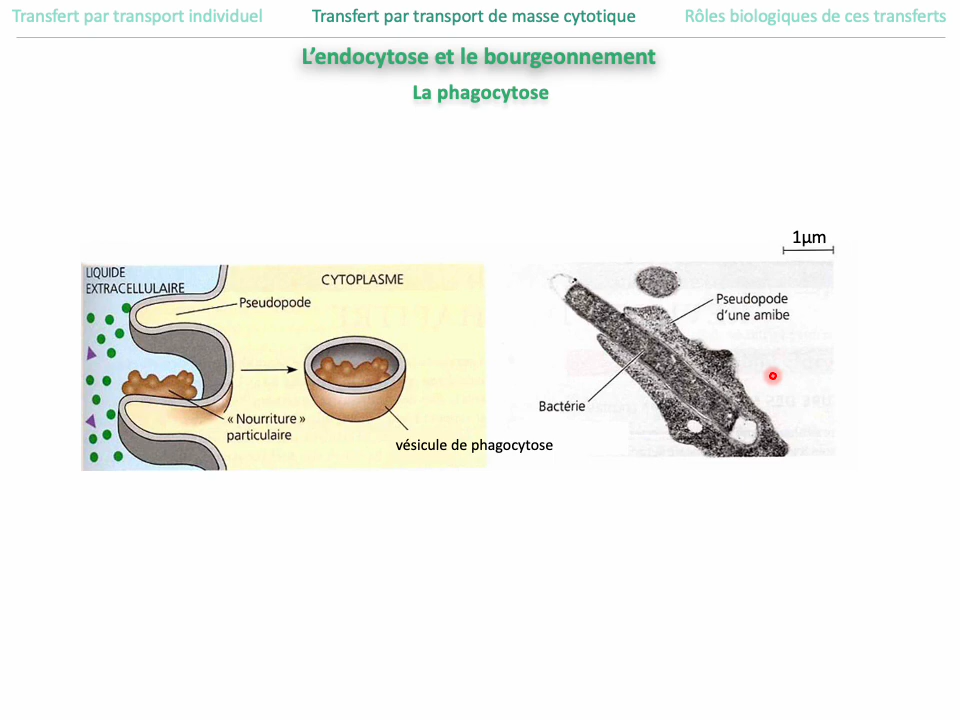 Transfert par transport individuel
Transfert par transport de masse cytotique
Rôles biologiques de ces transferts
L'endocytose et le bourgeonnement
La phagocytose
1μm
LIQUIDE
EXTRACELLULAIRE
CYTOPLASME
Pseudopode
« Nourriture »
particulaire
vésicule de phagocytose
Pseudopode
d'une amibe
Bactérie